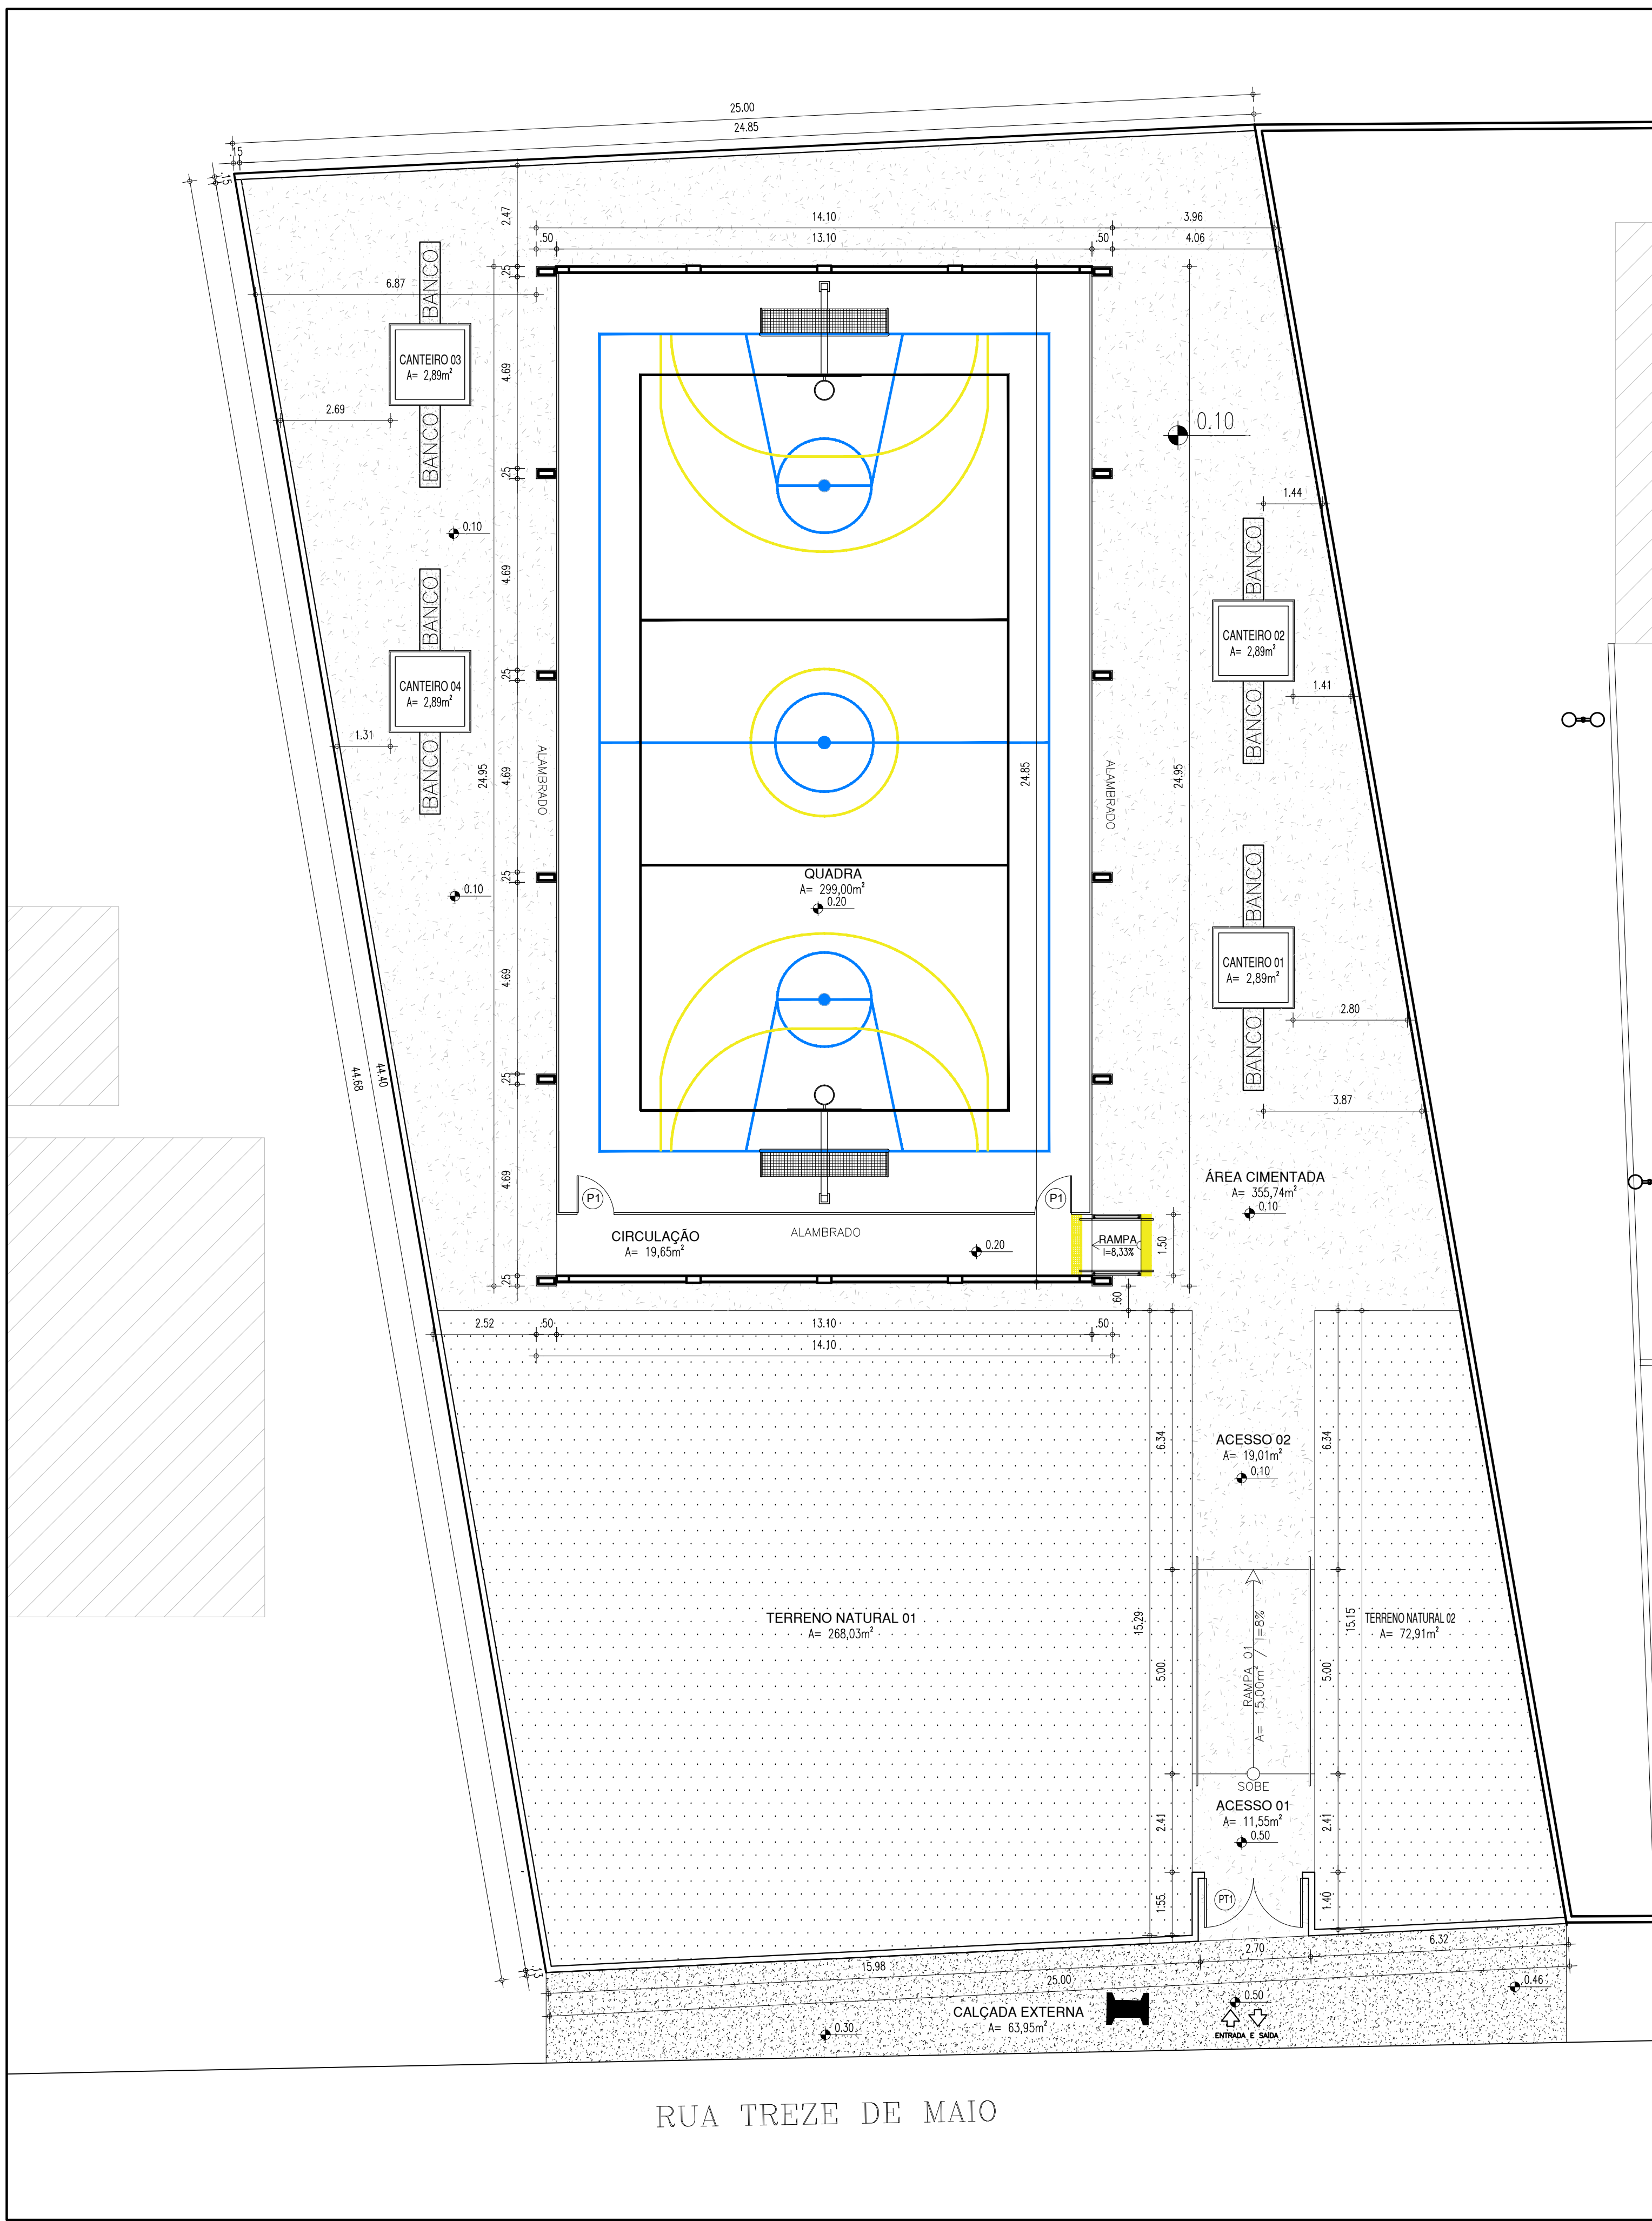 25.00
24.85
.15
.15
2.47
14.10
3.96
.50
13.10
.50
4.06
.25
6.87
BANCO
CANTEIRO 03
A= 2,89m²
BANCO
2.69
4.69
0.10
.25
1.44
0.10
BANCO
4.69
BANCO
CANTEIRO 02
A= 2,89m²
BANCO
1.41
BANCO
CANTEIRO 04
A= 2,89m²
BANCO
1.31
.25
24.95
4.69
ALAMBRADO
24.85
ALAMBRADO
24.95
QUADRA
A= 299,00m²
0.20
0.10
.25
BANCO
CANTEIRO 01
A= 2,89m²
BANCO
2.80
3.87
4.69
44.68
44.40
.25
4.69
P1
P1
ÁREA CIMENTADA
A= 355,74m²
0.10
CIRCULAÇÃO
A= 19,65m²
ALAMBRADO
0.20
RAMPA
I=8,33%
1.50
.25
.60
2.52
.50
13.10
.50
14.10
6.34
ACESSO 02
A= 19,01m²
0.10
6.34
TERRENO NATURAL 01
A= 268,03m²
15.29
5.00
RAMPA 01
A= 15,00m² / I=8%
5.00
15.15
TERRENO NATURAL 02
A= 72,91m²
SOBE
ACESSO 01
A= 11,55m²
0.50
2.41
2.41
1.55
PT1
1.40
.15
15.98
2.70
6.32
25.00
CALÇADA EXTERNA
A= 63,95m²
0.30
0.50
ENTRADA E SAÍDA
0.46
RUA TREZE DE MAIO